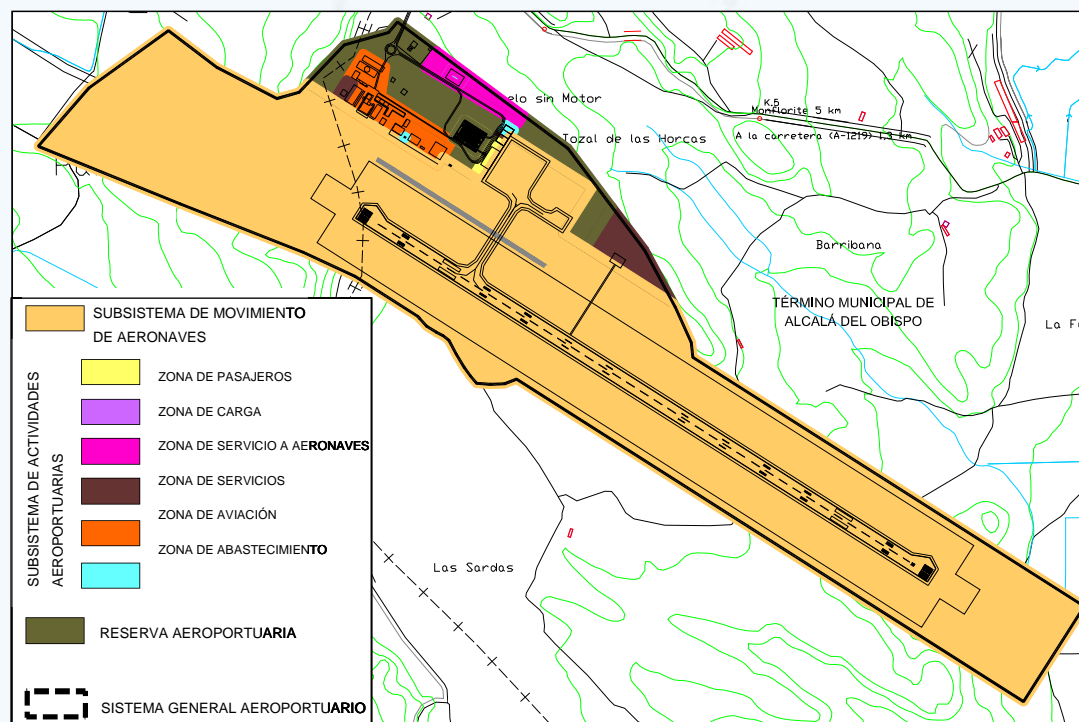 elo sin Motor
K.5
Monflorite 5 km
Tozal de las Horcas
A la carretera (A-1219) 1,3 km
Barribana
TÉRMINO MUNICIPAL DE
ALCALÁ DEL OBISPO
La F
Las Sardas
SUBSISTEMA DE MOVIMIENTO
DE AERONAVES
SUBSISTEMA DE ACTIVIDADES
AEROPORTUARIAS
ZONA DE PASAJEROS
ZONA DE CARGA
ZONA DE SERVICIO A AERONAVES
ZONA DE SERVICIOS
ZONA DE AVIACIÓN
ZONA DE ABASTECIMIENTO
RESERVA AEROPORTUARIA
SISTEMA GENERAL AEROPORTUARIO